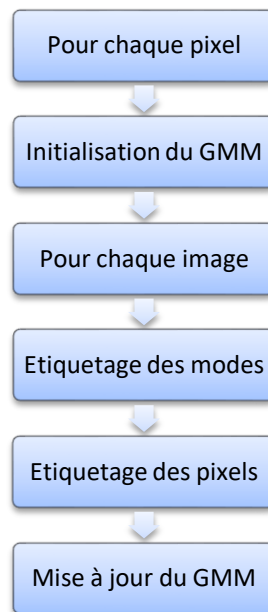 Pour chaque pixel
Initialisation du GMM
Pour chaque image
Etiquetage des modes
Etiquetage des pixels
Mise à jour du GMM